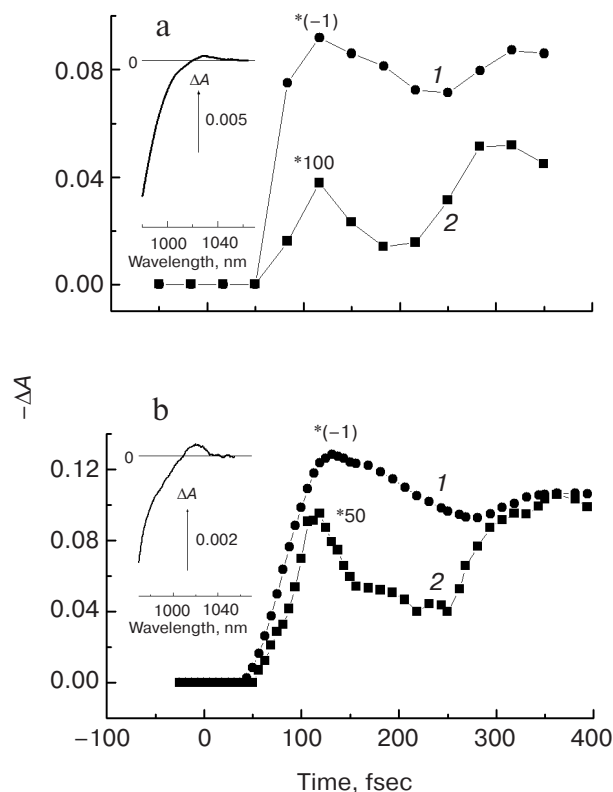 a
*(−1)
0
ΔA
1
0.08
0.005
*100
0.04
2
1000 1040
Wavelength, nm
0.00
−ΔA
b
*(−1)
0
0.12
1
ΔA
*50
0.002
0.08
2
0.04
1000 1040
Wavelength, nm
0.00
−100 0 100 200 300 400
Time, fsec